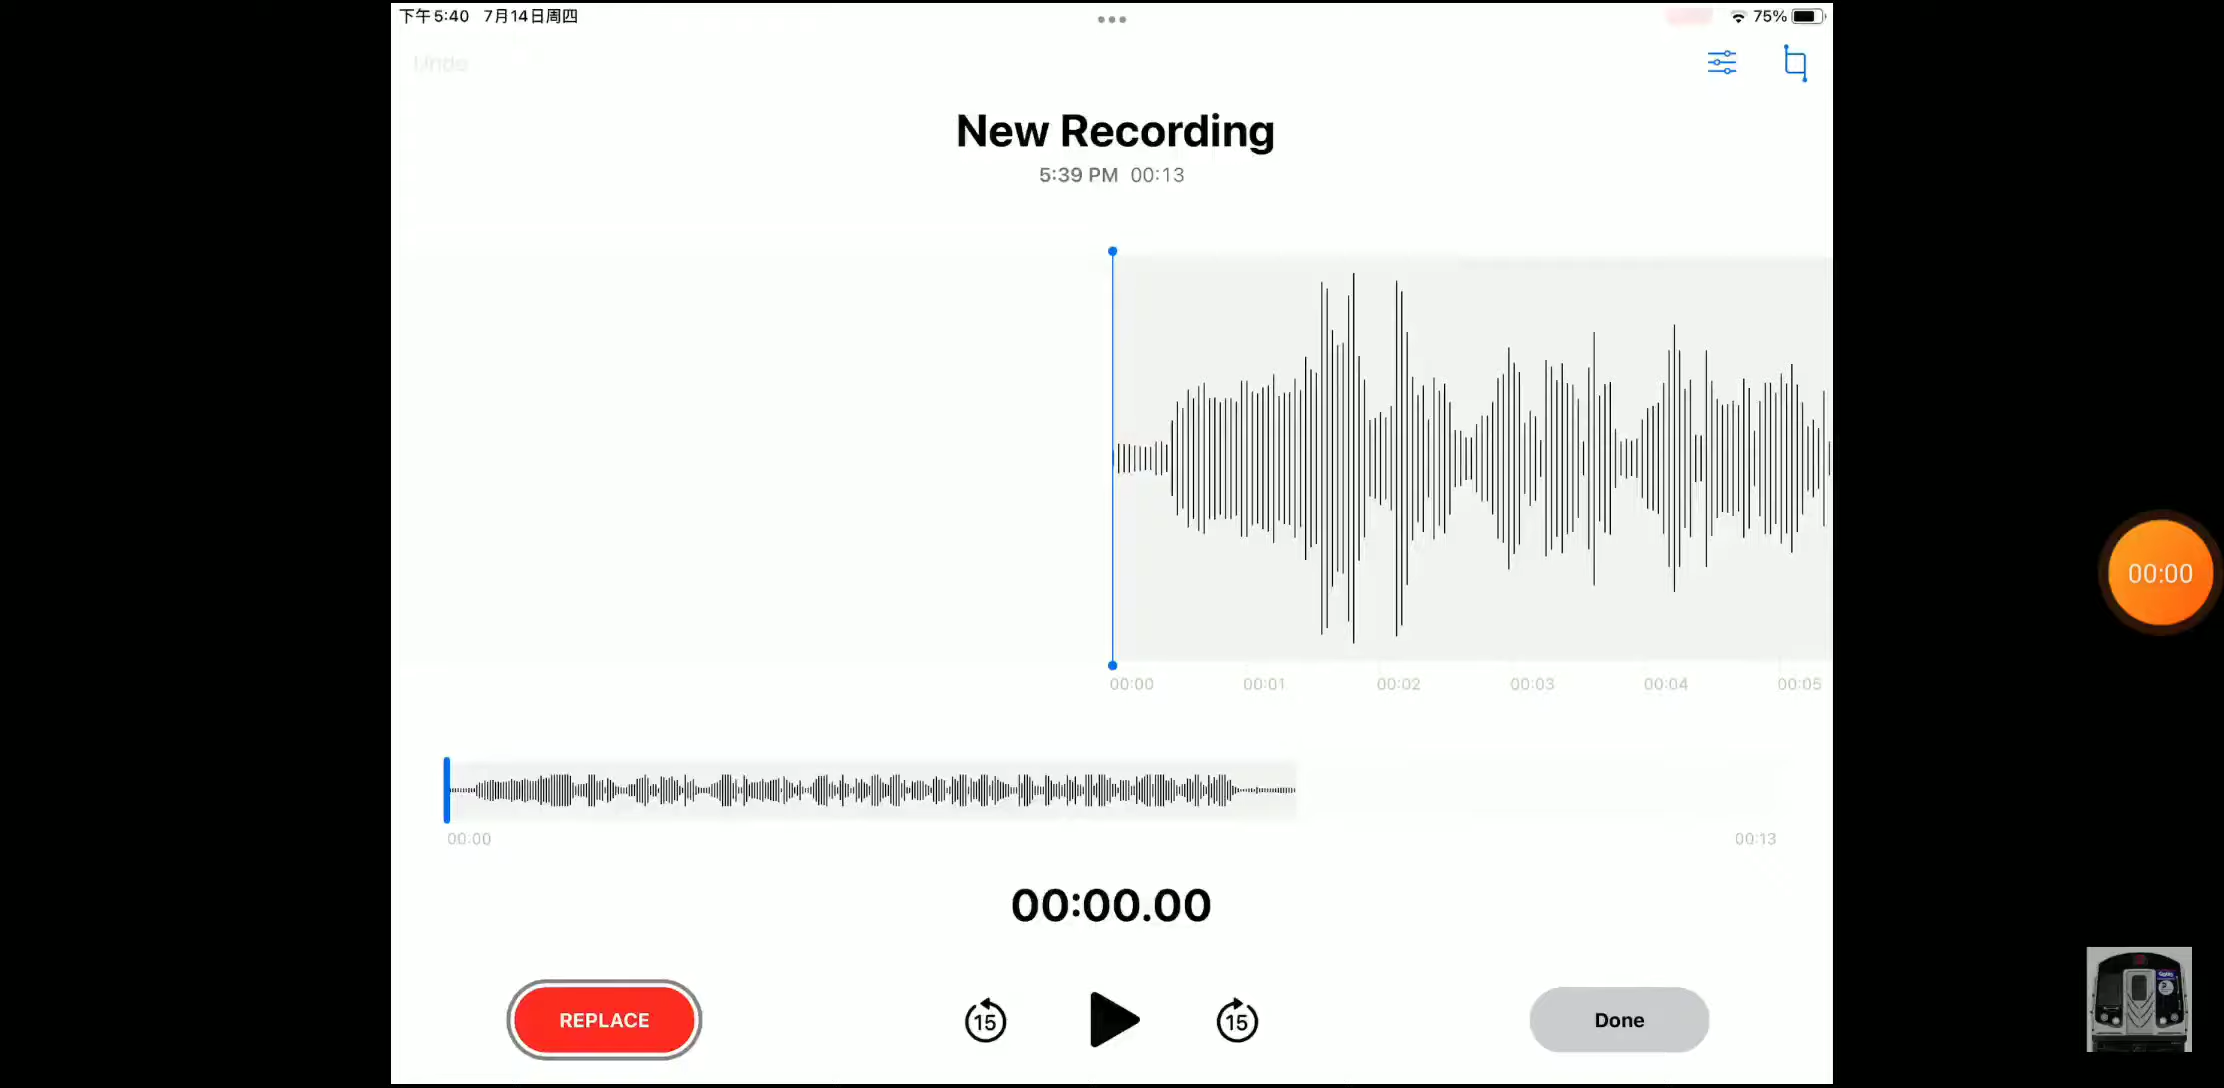 下午5:40 7月14日周四
75%
Undo
New Recording
5:39 PM 00:13
00:00 00:01 00:02 00:03 00:04 00:05
00:00
00:00 00:13
00:00.00
REPLACE 15 15 Done